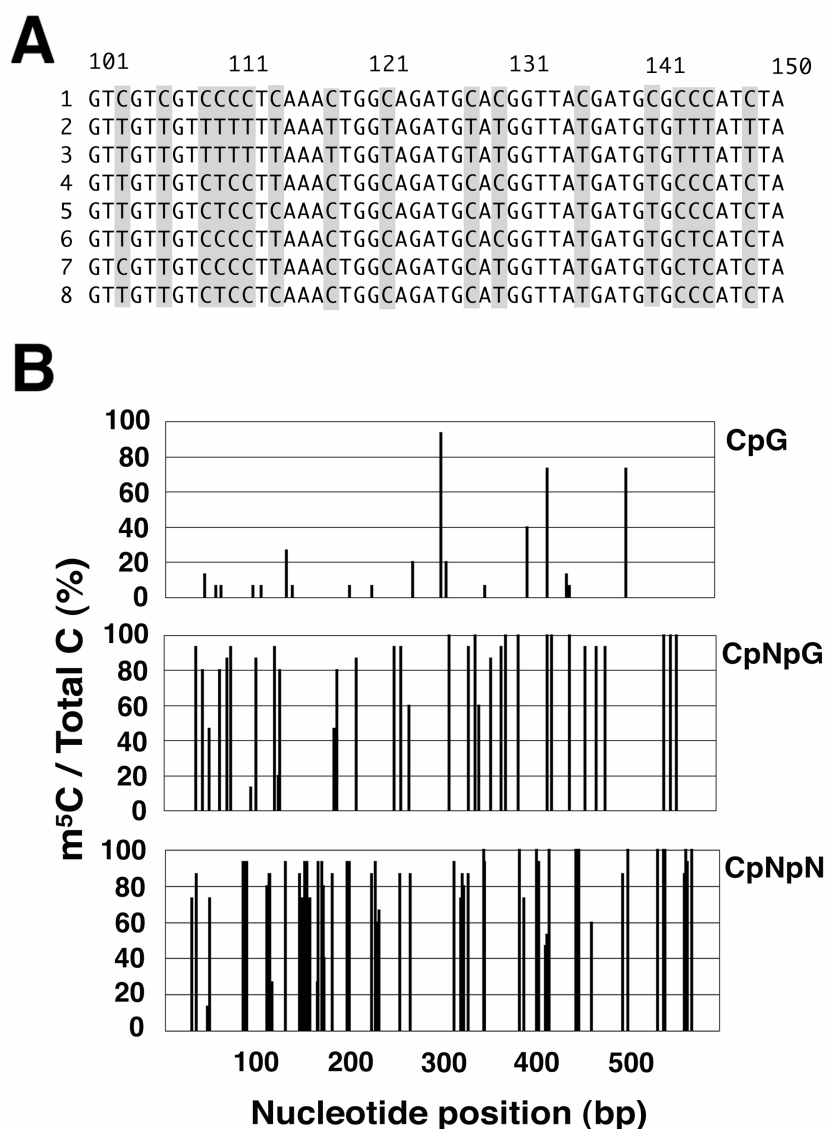 A
101 111 121 131 141 150
1 GTCGTCGTCCCCTCAAACTGGCAGATGCACGGTTACGATGCGCCCATCTA
2 GTTGTTGTTTTTTTAAATTGGTAGATGTATGGTTATGATGTGTTTATCTA
3 GTTGTTGTTTTTTTAAATTGGTAGATGTATGGTTATGATGTGTTTATTTA
4 GTTGTTGTCTCCTTAAACTGGCAGATGCACGGTTATGATGTGCCCATCTA
5 GTTGTTGTCTCCTCAAACTGGCAGATGCATGGTTATGATGTGCCCATCTA
6 GTTGTTGTCCCCTTAAACTGGCAGATGCACGGTTATGATGTGCTCATCTA
7 GTCGTTGTCCCCTTAAACTGGCAGATGCATGGTTATGATGTGCTCATCTA
8 GTTGTTGTCTCCTCAAACTGGCAGATGCATGGTTATGATGTGCCCATCTA
B
m⁵C / Total C (%)
100
80
60
40
20
0
CpG
100
80
60
40
20
0
CpNpG
100
80
60
40
20
0
CpNpN
100 200 300 400 500
Nucleotide position (bp)